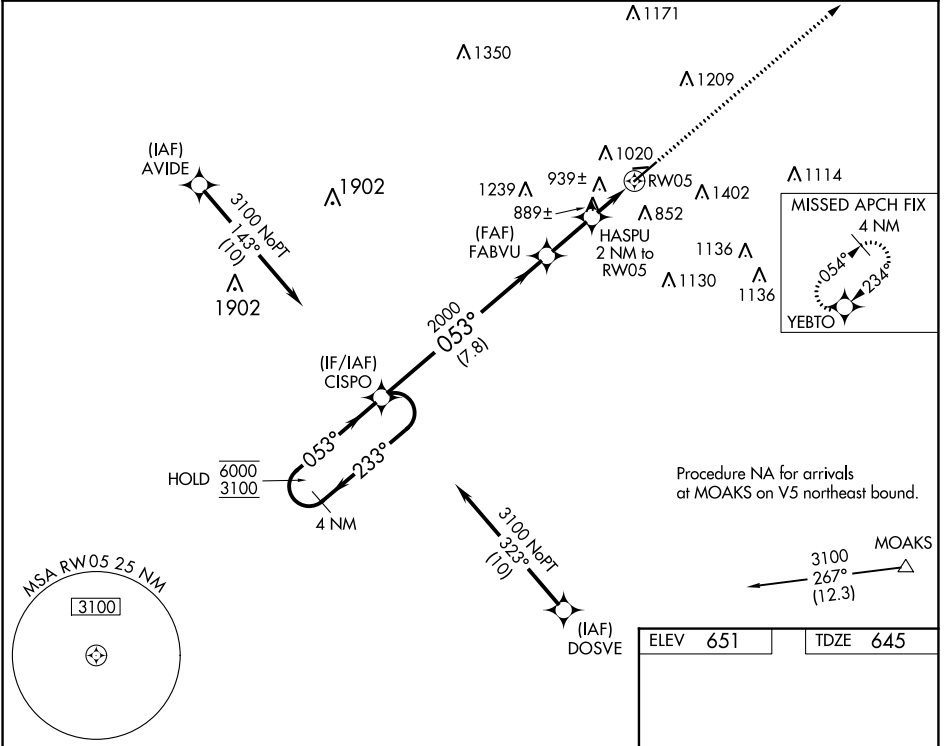 1171
1350
1209
(IAF)
AVIDE
1902
3100 NoPT
143°
(10)
1902
1020
939±
RW05
1239
889±
1402
1114
852
HASPU
2 NM to
RW05
(FAF)
FABVU
1136
1130
1136
MISSED APCH FIX
4 NM
054°
234°
YEBTO
2000
053°
(7.8)
(IF/IAF)
CISPO
053°
233°
HOLD
6000
3100
4 NM
Procedure NA for arrivals
at MOAKS on V5 northeast bound.
3100 NoPT
323°
(10)
(IAF)
DOSVE
MOAKS
3100
267°
(12.3)
MSA RW05 25 NM
3100
ELEV 651
TDZE 645